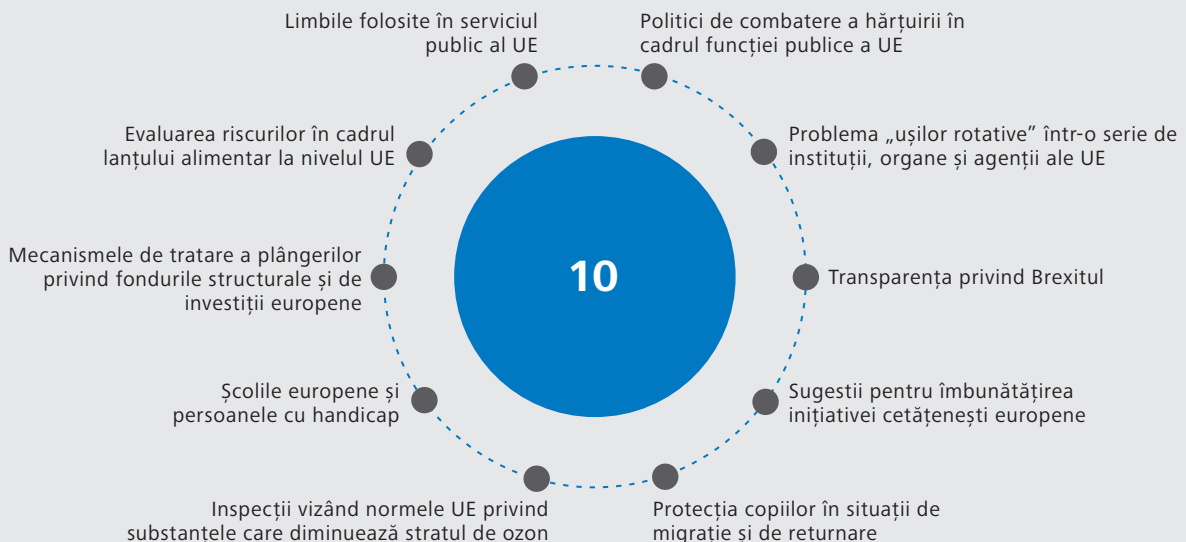 Limbile folosite în serviciul
public al UE
Politici de combatere a hărțuirii în
cadrul funcției publice a UE
Evaluarea riscurilor în cadrul
lanțului alimentar la nivelul UE
Problema „ușilor rotative” într-o serie de
instituții, organe și agenții ale UE
Mecanismele de tratare a plângerilor
privind fondurile structurale și de
investiții europene
10
Transparența privind Brexitul
Școlile europene și
persoanele cu handicap
Sugestii pentru îmbunătățirea
inițiativei cetățenești europene
Inspecții vizând normele UE privind
substanțele care diminuează stratul de ozon
Protecția copiilor în situații de
migrație și de returnare